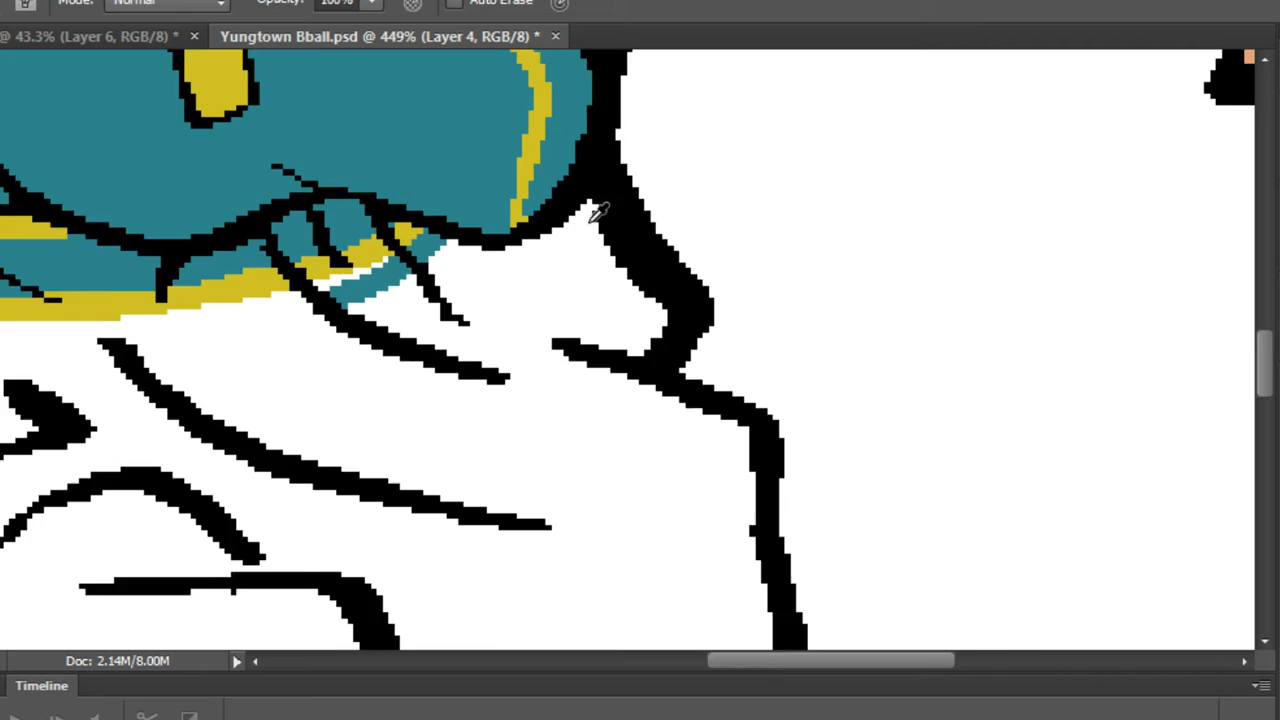 Mode: Normal Opacity: 100% Auto Erase
@ 43.3% (Layer 6, RGB/8) * × Yungtown Bball.psd @ 449% (Layer 4, RGB/8) * ×
Doc: 2.14M/8.00M
Timeline